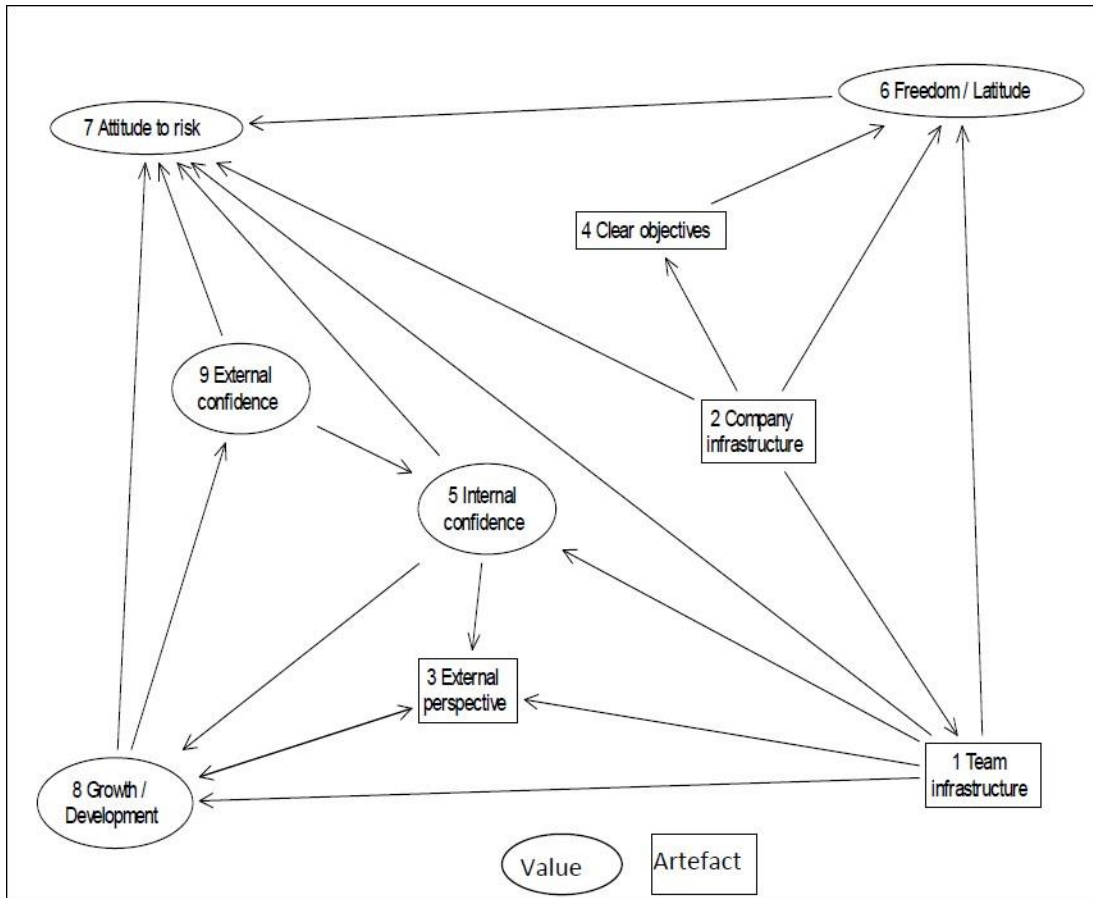 6 Freedom / Latitude
7 Attitude to risk
4 Clear objectives
9 External
confidence
2 Company
infrastructure
5 Internal
confidence
3 External
perspective
1 Team
infrastructure
8 Growth /
Development
Value
Artefact